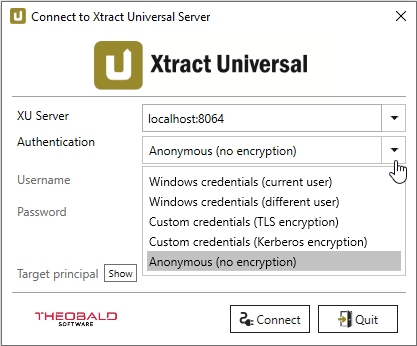 Connect to Xtract Universal Server
Xtract Universal
XU Server
localhost:8064
Authentication
Anonymous (no encryption)
Username
Windows credentials (current user)
Windows credentials (different user)
Password
Custom credentials (TLS encryption)
Custom credentials (Kerberos encryption)
Anonymous (no encryption)
Target principal Show
THEOBALD
SOFTWARE
Connect
Quit